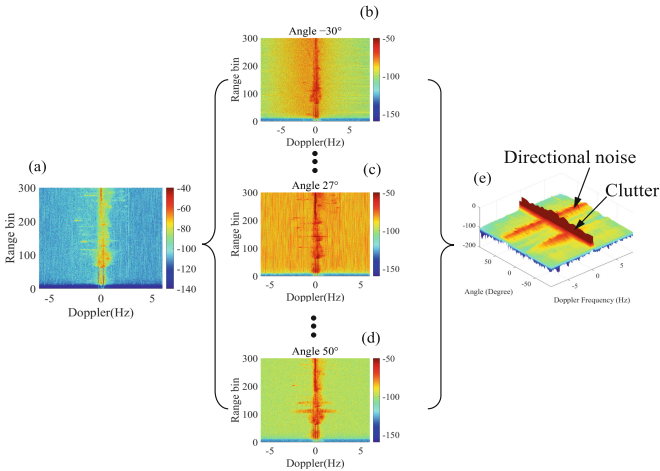 (a)
300
200
100
0
Range bin
-5
0
5
Doppler(Hz)
-40
-60
-80
-100
-120
-140
(b)
Angle −30°
300
200
100
0
Range bin
-5
0
5
Doppler(Hz)
-50
-100
-150
(c)
Angle 27°
300
200
100
0
Range bin
-5
0
5
Doppler(Hz)
-50
-100
-150
(d)
Angle 50°
300
200
100
0
Range bin
-5
0
5
Doppler(Hz)
-50
-100
-150
(e)
Directional noise
Clutter
0
-100
-200
50
0
-50
Angle (Degree)
-5
0
5
Doppler Frequency (Hz)